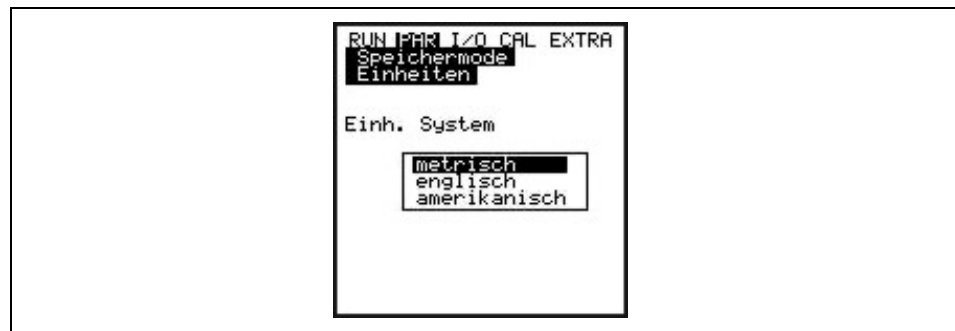 RUN PAR I/O CAL EXTRA
Speichermode
Einheiten
Einh. System
metrisch
englisch
amerikanisch